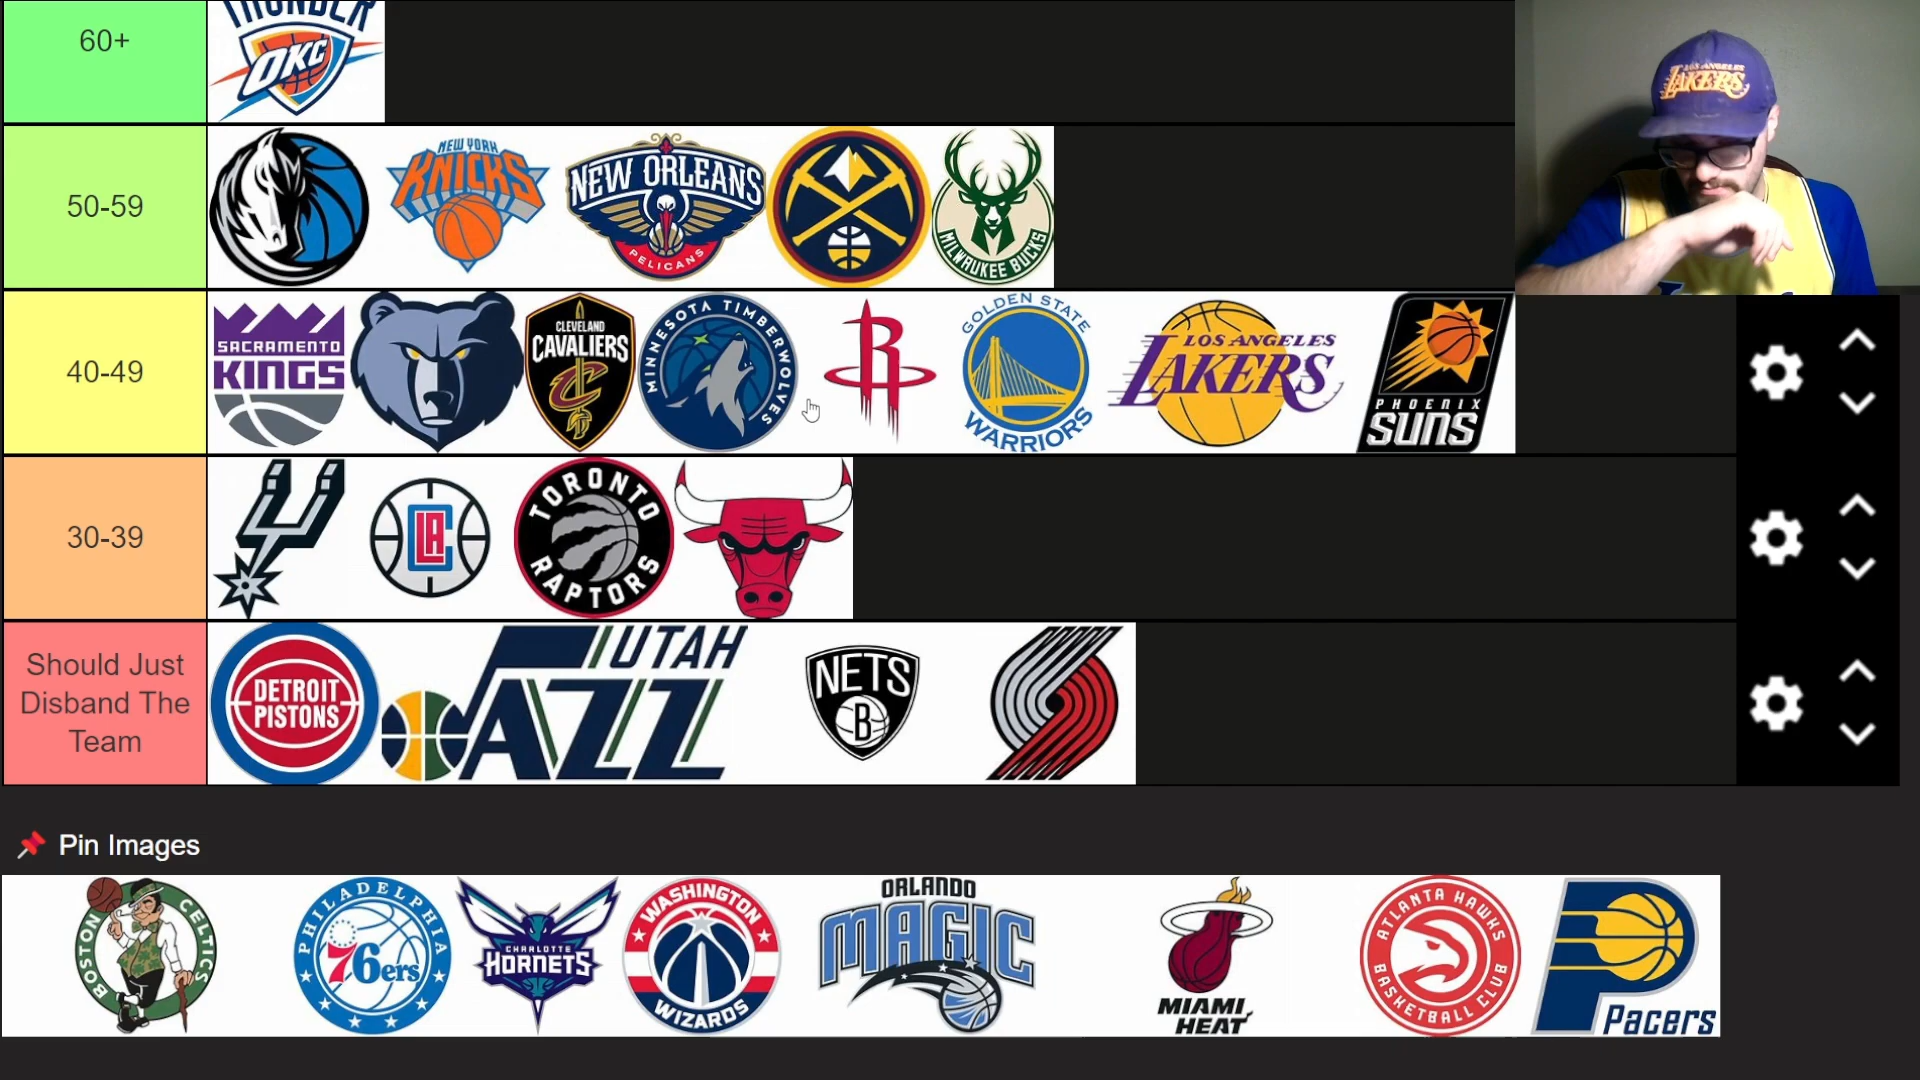 THUNDER
60+
OKC
LOS ANGELES
LAKERS
50-59
NEW YORK
KNICKS
NEW ORLEANS
PELICANS
MILWAUKEE BUCKS
40-49
SACRAMENTO
KINGS
CLEVELAND
CAVALIERS
C
MINNESOTA TIMBERWOLVES
R
GOLDEN STATE
WARRIORS
LOS ANGELES
LAKERS
PHOENIX
SUNS
30-39
LA
TORONTO
RAPTORS
Should Just
Disband The
Team
DETROIT
PISTONS
UTAH
JAZZ
NETS
B
Pin Images
BOSTON
CELTICS
PHILADELPHIA
76ers
CHARLOTTE
HORNETS
WASHINGTON
WIZARDS
ORLANDO
MAGIC
MIAMI
HEAT
ATLANTA HAWKS
BASKETBALL CLUB
P
Pacers